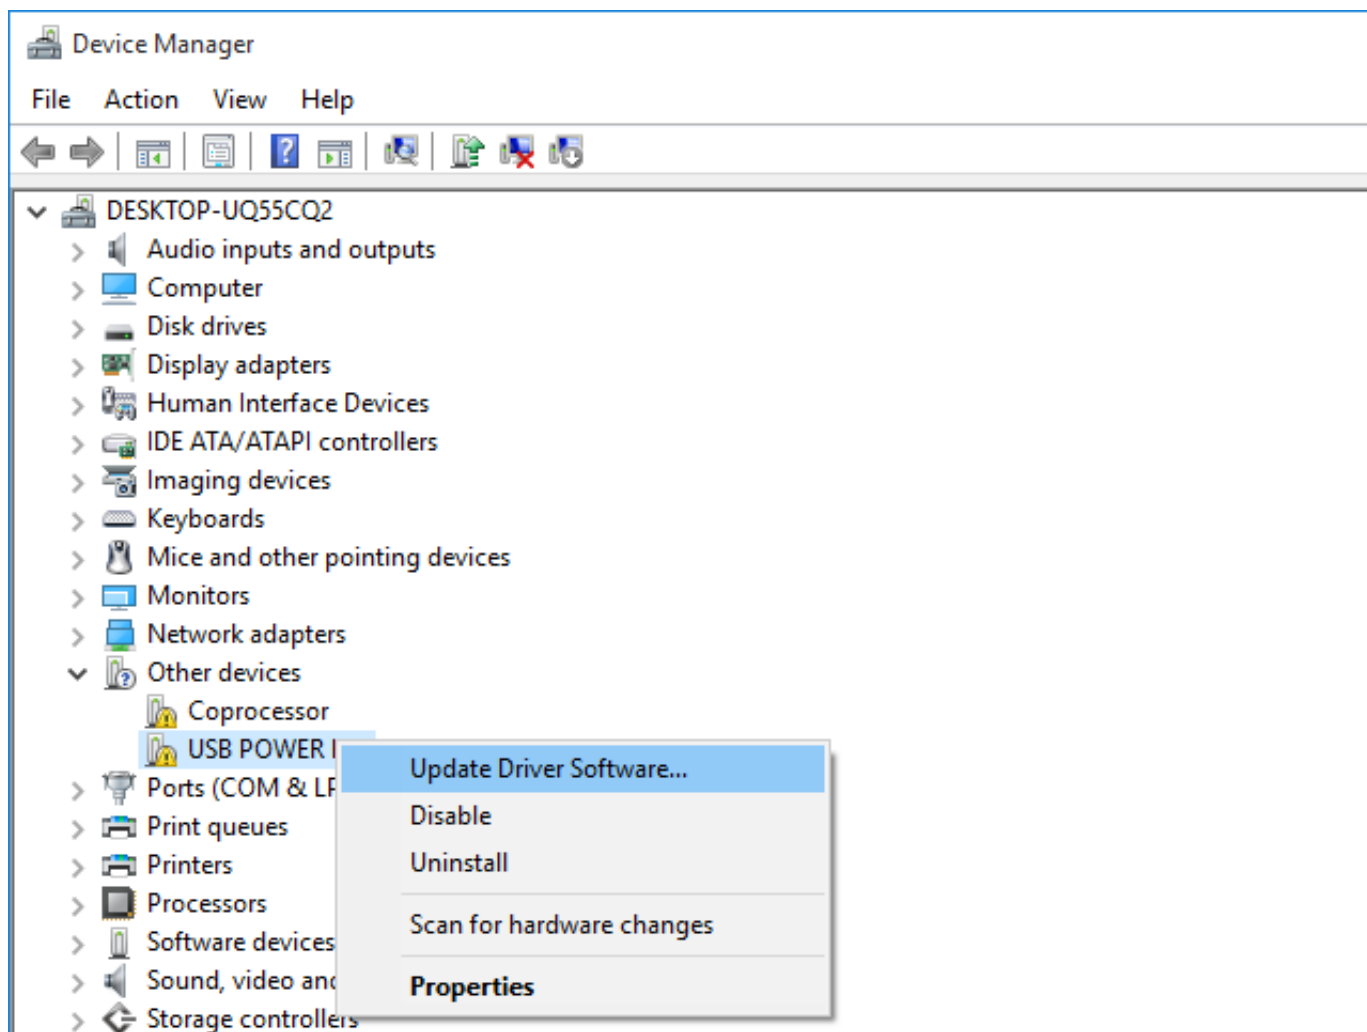 Device Manager
File Action View Help
DESKTOP-UQ55CQ2
Audio inputs and outputs
Computer
Disk drives
Display adapters
Human Interface Devices
IDE ATA/ATAPI controllers
Imaging devices
Keyboards
Mice and other pointing devices
Monitors
Network adapters
Other devices
Coprocessor
USB POWER
Update Driver Software...
Ports (COM &
Disable
Print queues
Uninstall
Printers
Processors
Scan for hardware changes
Software devices
Sound, video and
Properties
Storage controllers